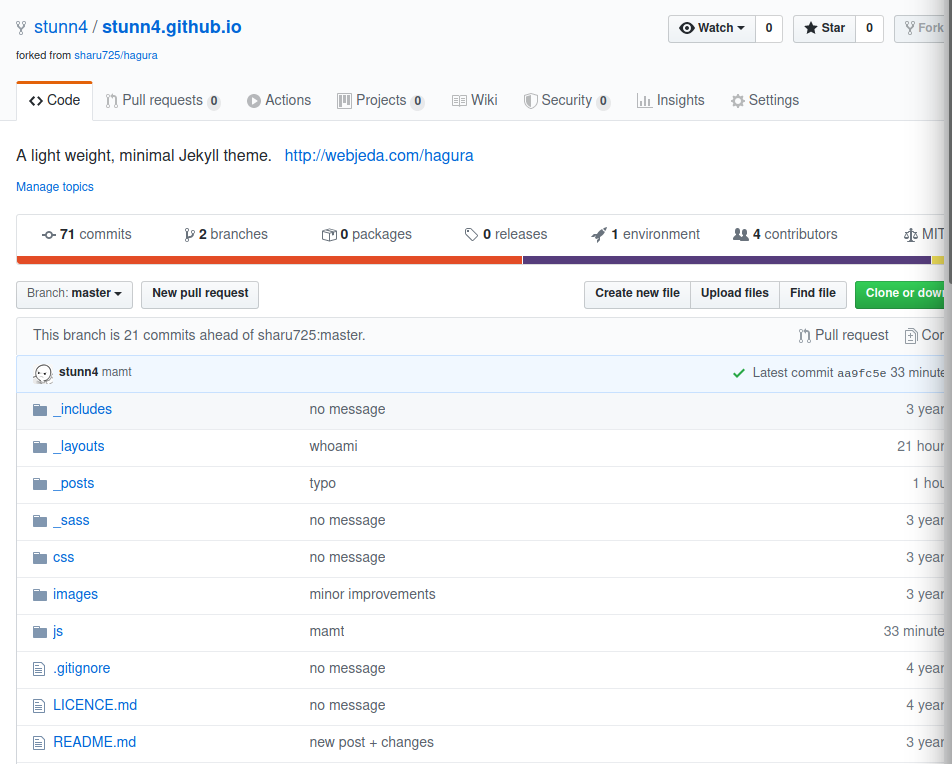 stunn4 / stunn4.github.io
Watch 0 Star 0 Fork
forked from sharu725/hagura
Code Pull requests 0 Actions Projects 0 Wiki Security 0 Insights Settings
A light weight, minimal Jekyll theme. http://webjeda.com/hagura
Manage topics
71 commits 2 branches 0 packages 0 releases 1 environment 4 contributors MIT
Branch: master New pull request Create new file Upload files Find file Clone or down
This branch is 21 commits ahead of sharu725:master. Pull request
stunn4 mamt Latest commit aa9fc5e 33 minute
_includes no message 3 year
_layouts whoami 21 hour
_posts typo 1 hou
_sass no message 3 year
css no message 3 year
images minor improvements 3 year
js mamt 33 minute
.gitignore no message 4 year
LICENCE.md no message 4 year
README.md new post + changes 3 year